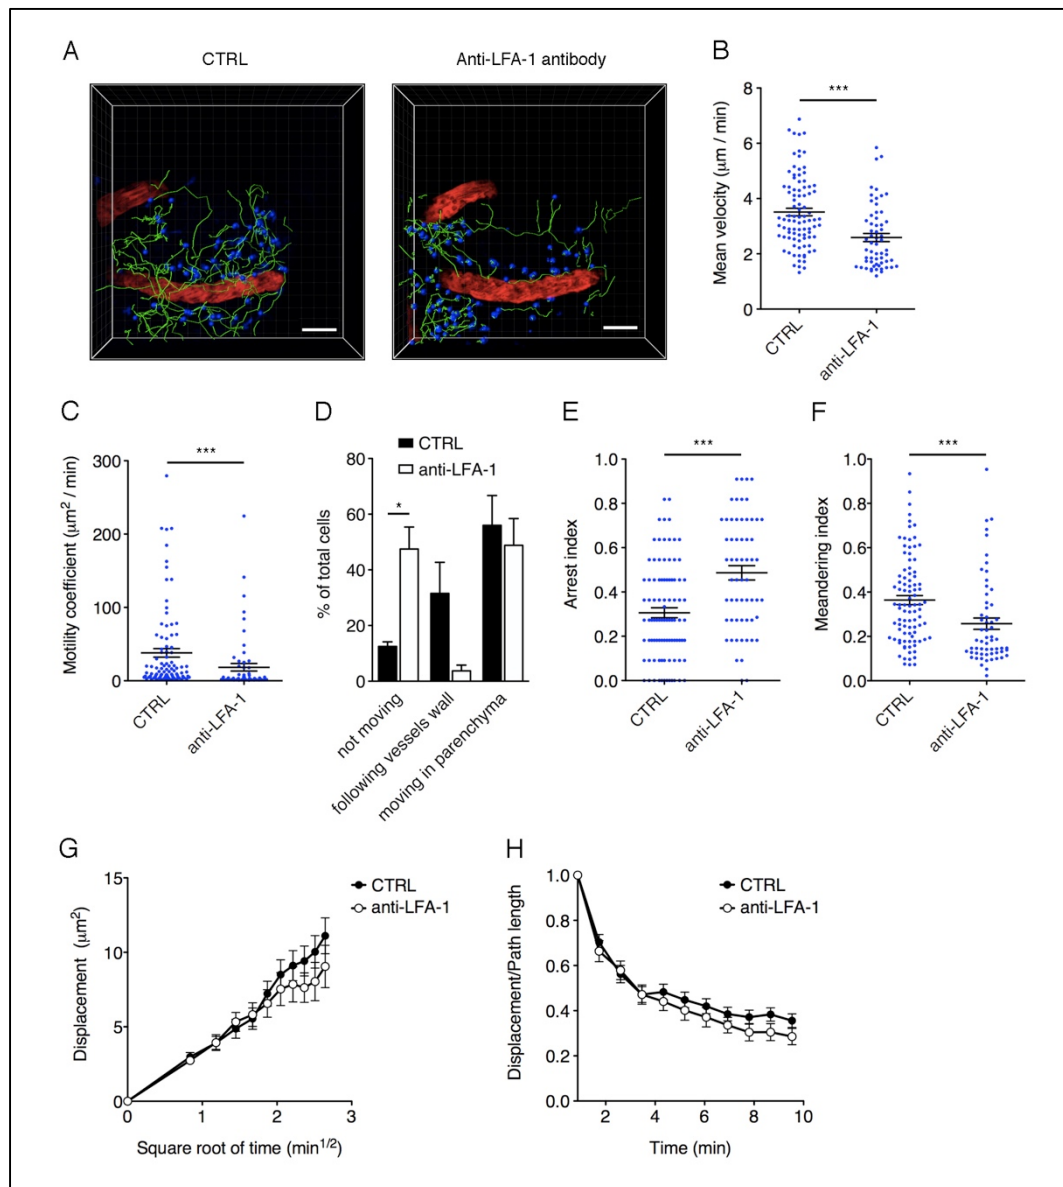 A
CTRL
Anti-LFA-1 antibody
B
***
Mean velocity (μm / min)
8
6
4
2
0
CTRL
anti-LFA-1
C
***
Motility coefficient (μm² / min)
300
200
100
0
CTRL
anti-LFA-1
D
CTRL
anti-LFA-1
*
% of total cells
80
60
40
20
0
not moving
following vessels wall
moving in parenchyma
E
***
Arrest index
1.0
0.8
0.6
0.4
0.2
0.0
CTRL
anti-LFA-1
F
***
Meandering index
1.0
0.8
0.6
0.4
0.2
0.0
CTRL
anti-LFA-1
G
CTRL
anti-LFA-1
Displacement (μm²)
15
10
5
0
0 1 2 3
Square root of time (min¹/²)
H
CTRL
anti-LFA-1
Displacement/Path length
1.0
0.8
0.6
0.4
0.2
0.0
2 4 6 8 10
Time (min)